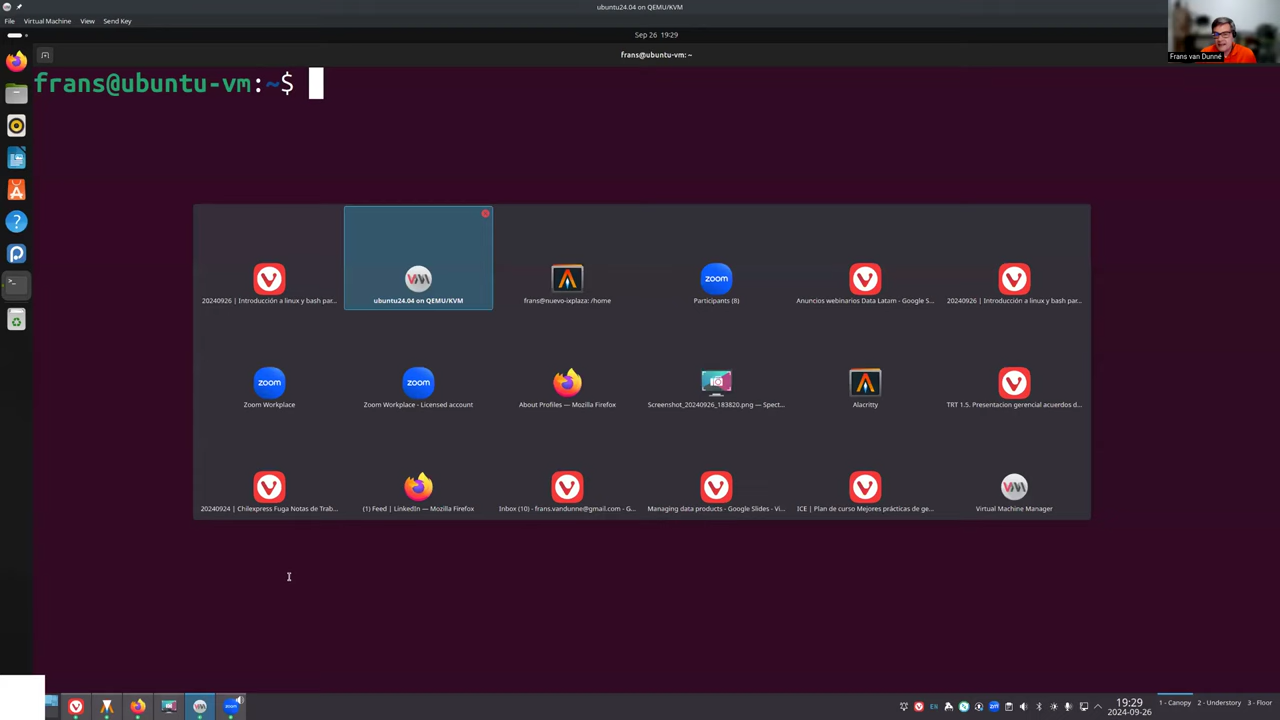 ubuntu24.04 on QEMU/KVM
File Virtual Machine View Send Key
Sep 26 19:29
frans@ubuntu-vm: ~
Frans van Dunné
frans@ubuntu-vm:~$
20240926 | Introducción a linux y bash par...
ubuntu24.04 on QEMU/KVM
frans@nuevo-ixplaza: /home
Participants (8)
Anuncios webinarios Data Latam - Google S...
20240926 | Introducción a linux y bash par...
Zoom Workplace
Zoom Workplace - Licensed account
About Profiles — Mozilla Firefox
Screenshot_20240926_183820.png — Spect...
Alacritty
TRT 1.5. Presentacion gerencial acuerdos d...
20240924 | Chilexpress Fuga Notas de Trab...
(1) Feed | LinkedIn — Mozilla Firefox
Inbox (10) - frans.vandunne@gmail.com - G...
Managing data products - Google Slides - Vi...
ICE | Plan de curso Mejores prácticas de ge...
Virtual Machine Manager
zoom
zoom
zoom
EN
19:29
2024-09-26
1 - Canopy 2 - Understory 3 - Floor